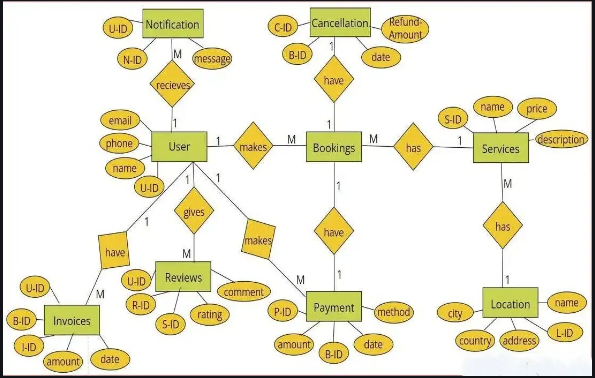 Notification
U-ID
N-ID
message
M
recieves
1
Cancellation
C-ID
Refund-
Amount
B-ID
date
1
have
1
email
phone
name
U-ID
User
1
makes
M
Bookings
M
has
1
Services
S-ID
name
price
description
1
1
1
gives
M
have
M
makes
M
1
have
1
M
has
1
Reviews
U-ID
R-ID
S-ID
rating
comment
Invoices
U-ID
B-ID
I-ID
amount
date
Payment
P-ID
amount
B-ID
date
method
Location
city
country
address
L-ID
name